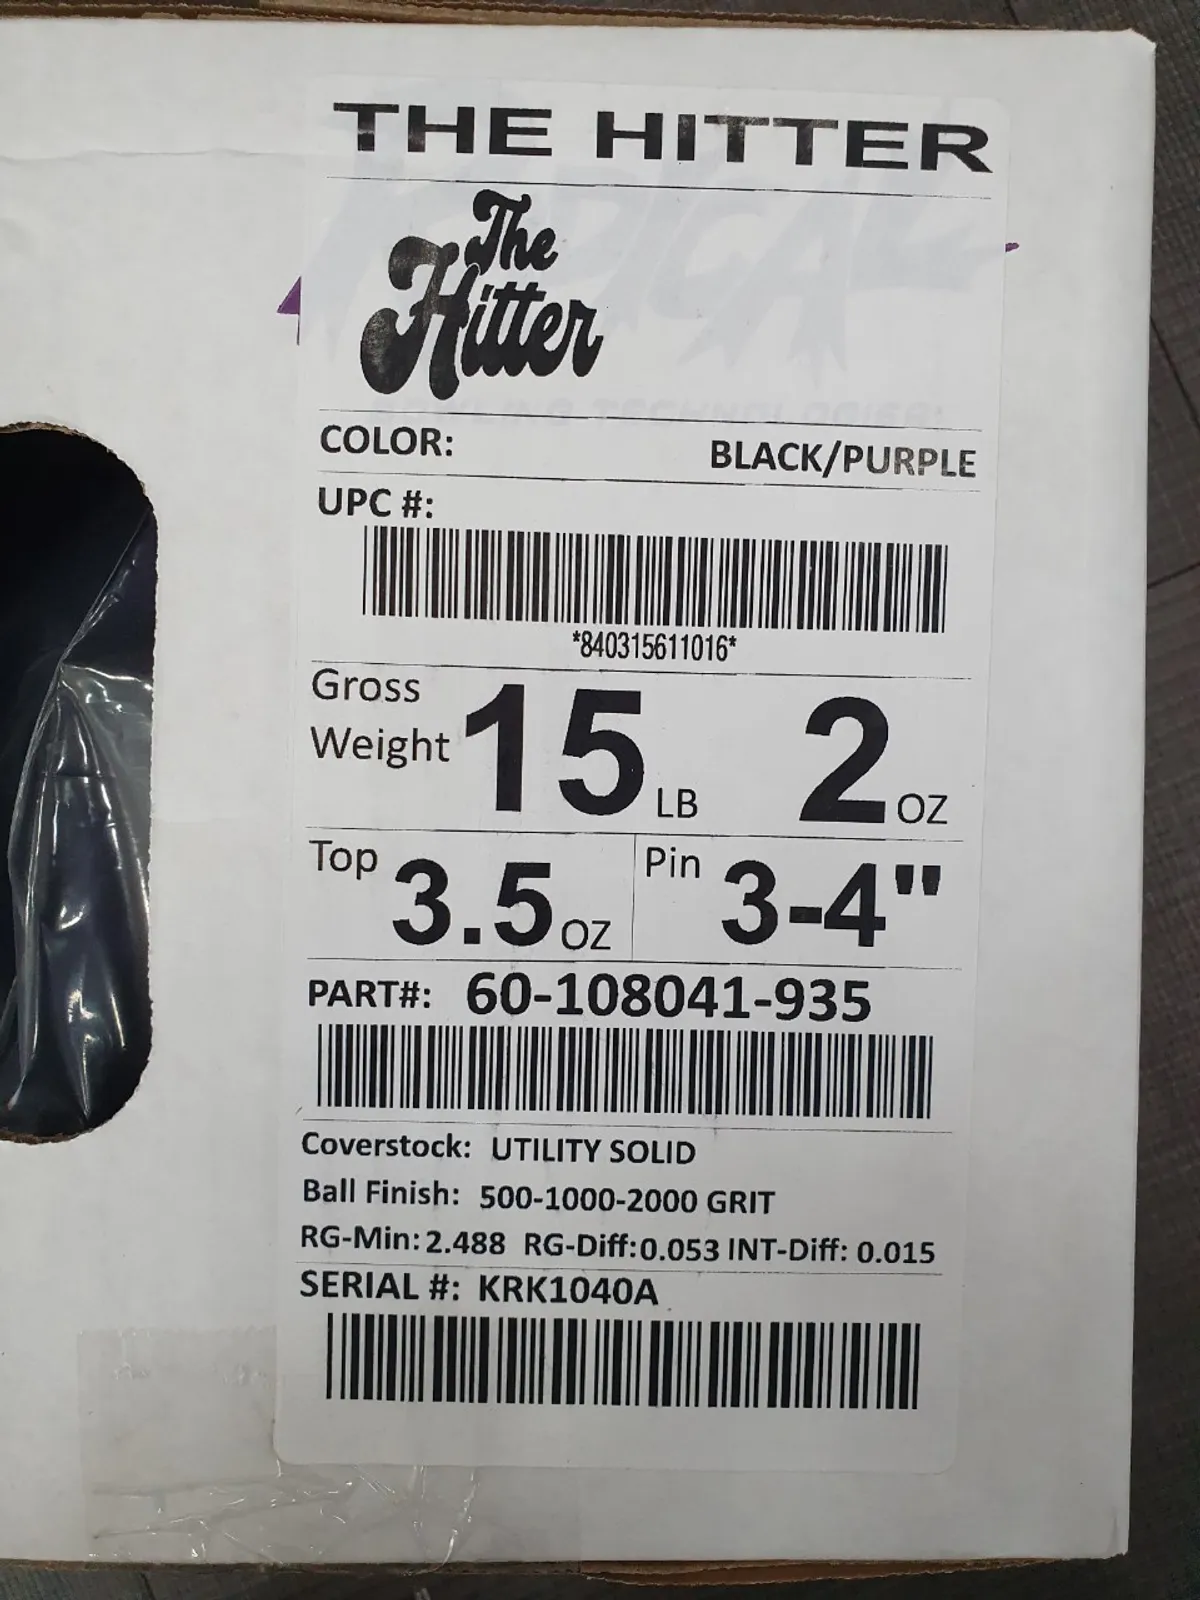 THE HITTER
The
Hitter
COLOR: BLACK/PURPLE
UPC #:
*840315611016*
Gross Weight 15 LB 2 OZ
Top 3.5 OZ Pin 3-4"
PART#: 60-108041-935
Coverstock: UTILITY SOLID
Ball Finish: 500-1000-2000 GRIT
RG-Min: 2.488 RG-Diff: 0.053 INT-Diff: 0.015
SERIAL #: KRK1040A